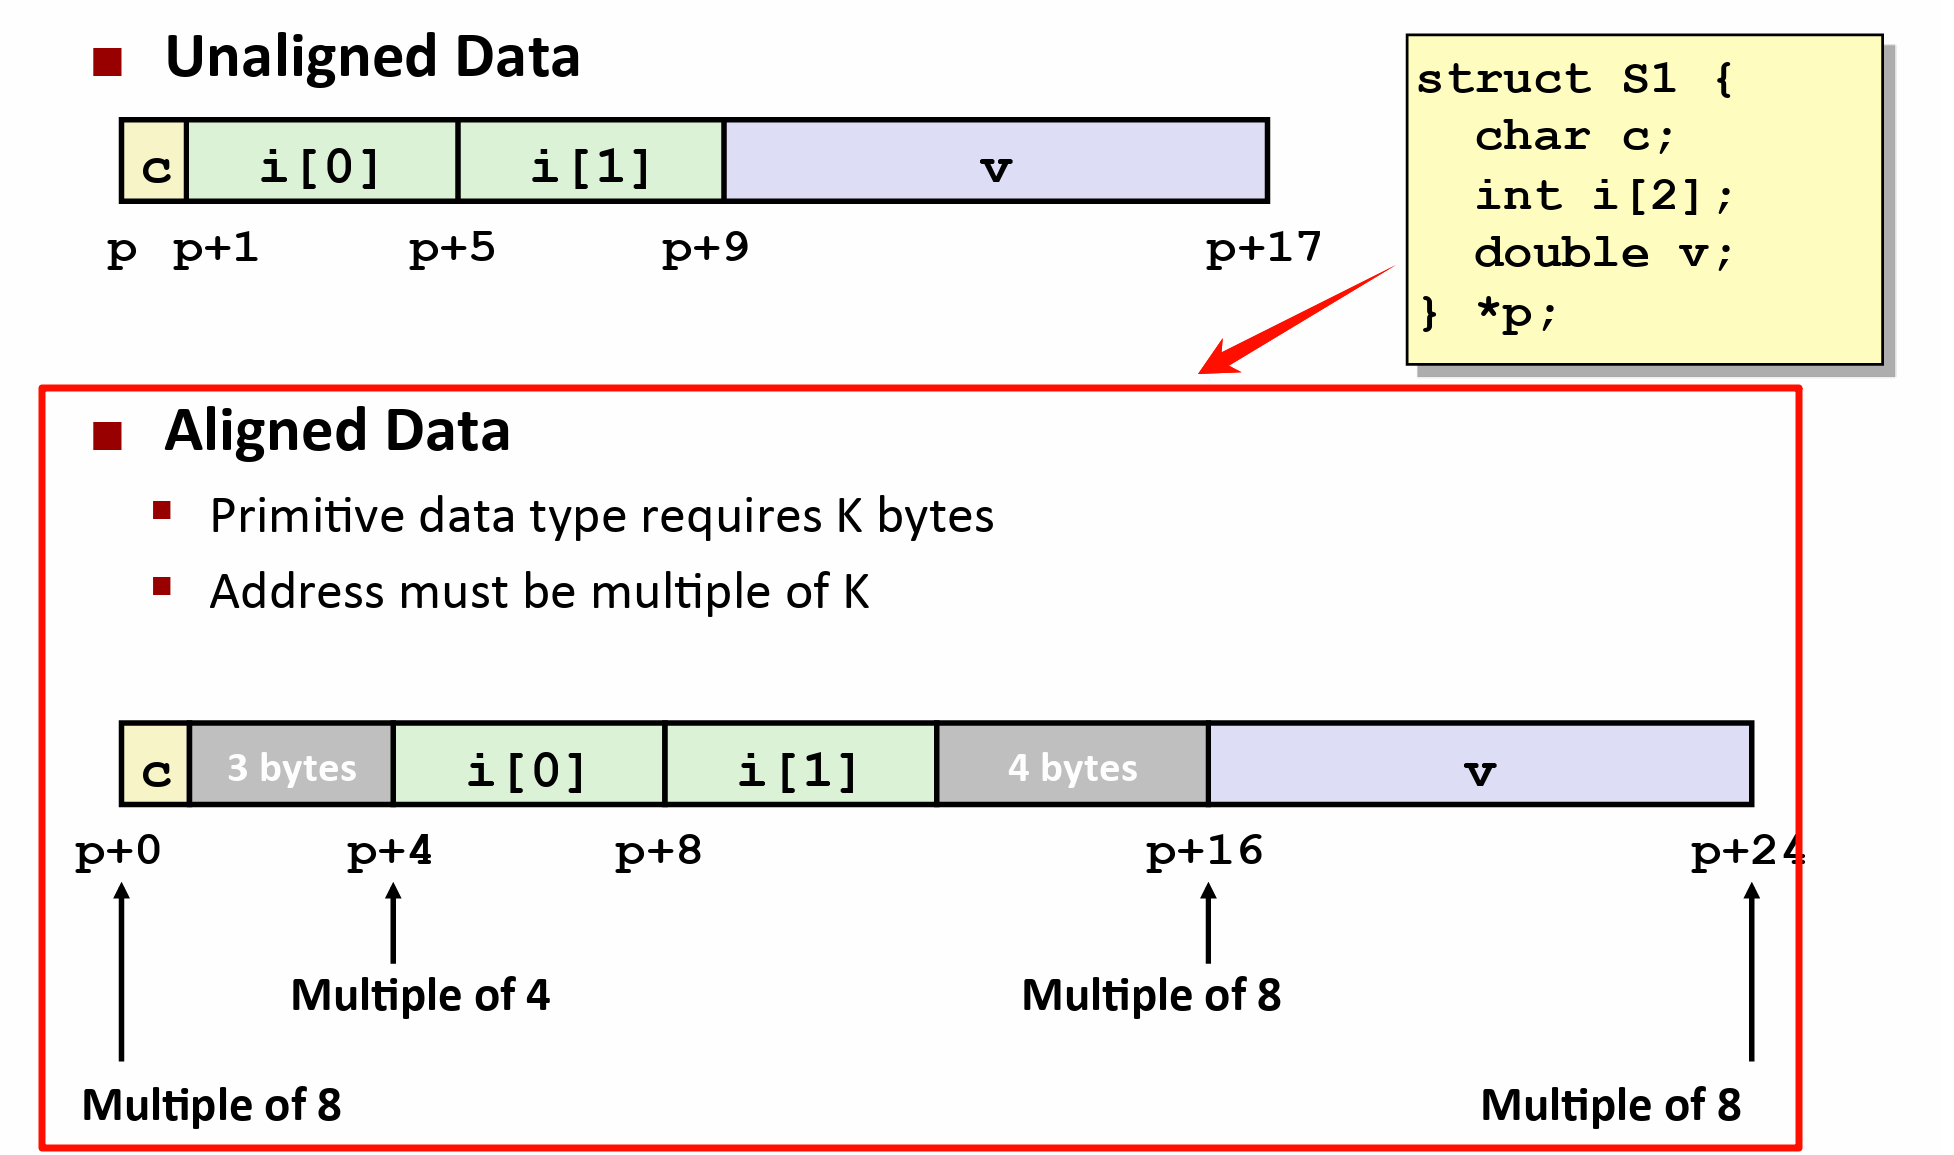 Unaligned Data
c i[0] i[1] v
p p+1 p+5 p+9 p+17
struct S1 {
char c;
int i[2];
double v;
} *p;
Aligned Data
Primitive data type requires K bytes
Address must be multiple of K
c 3 bytes i[0] i[1] 4 bytes v
p+0 p+4 p+8 p+16 p+24
Multiple of 4 Multiple of 8
Multiple of 8 Multiple of 8